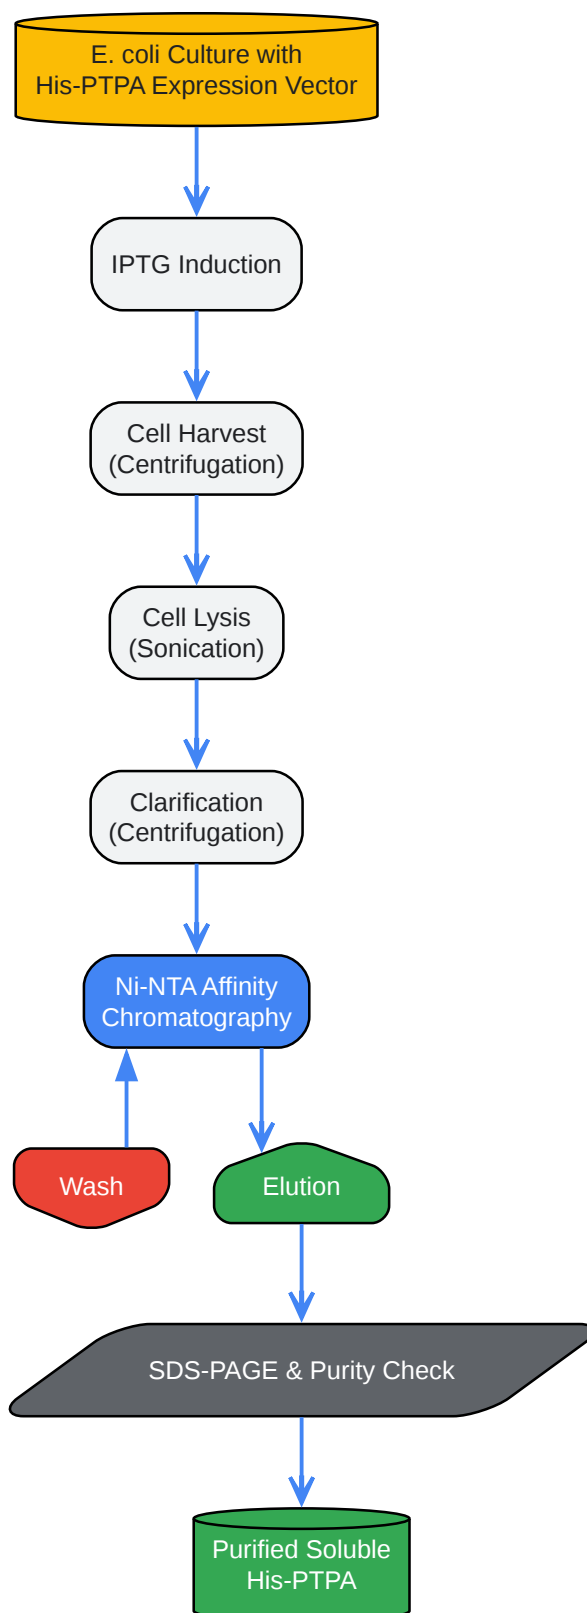 E. coli Culture with
His-PTPA Expression Vector
IPTG Induction
Cell Harvest
(Centrifugation)
Cell Lysis
(Sonication)
Clarification
(Centrifugation)
Ni-NTA Affinity
Chromatography
Wash
Elution
SDS-PAGE & Purity Check
Purified Soluble
His-PTPA